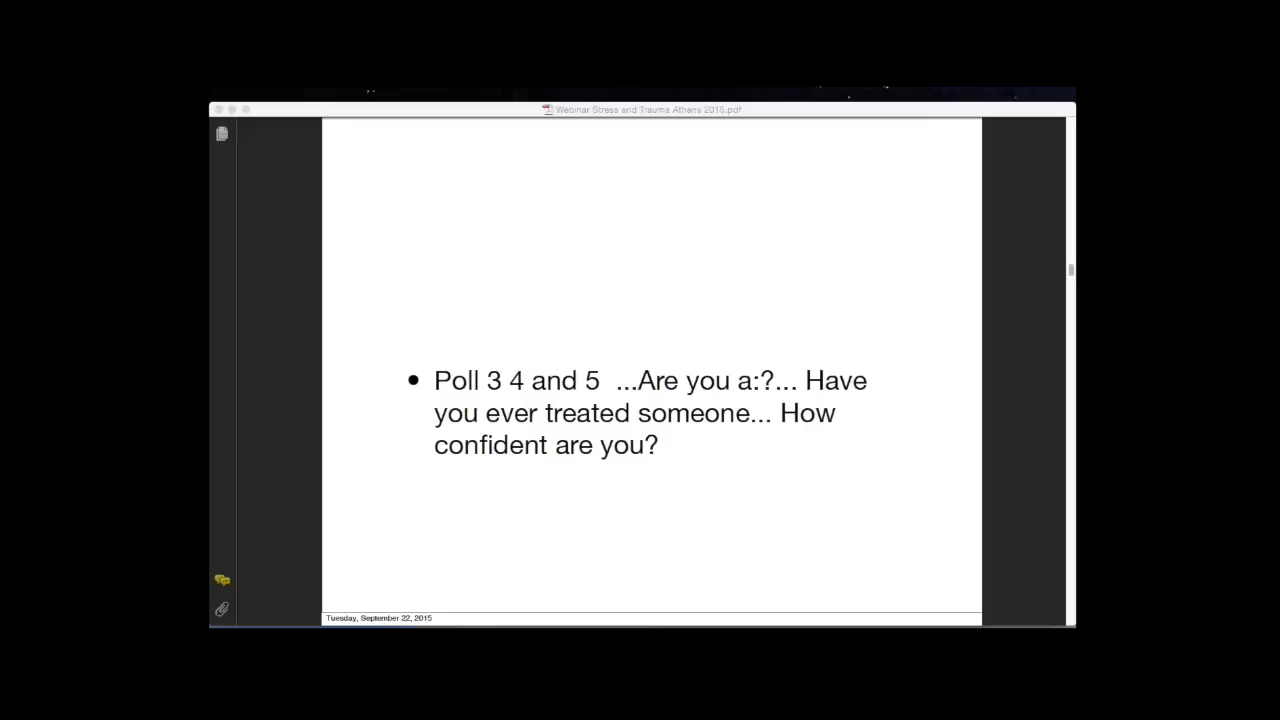 Webinar Stress and Trauma Athens 2015.pdf
• Poll 3 4 and 5 ...Are you a:?... Have
you ever treated someone... How
confident are you?
Tuesday, September 22, 2015